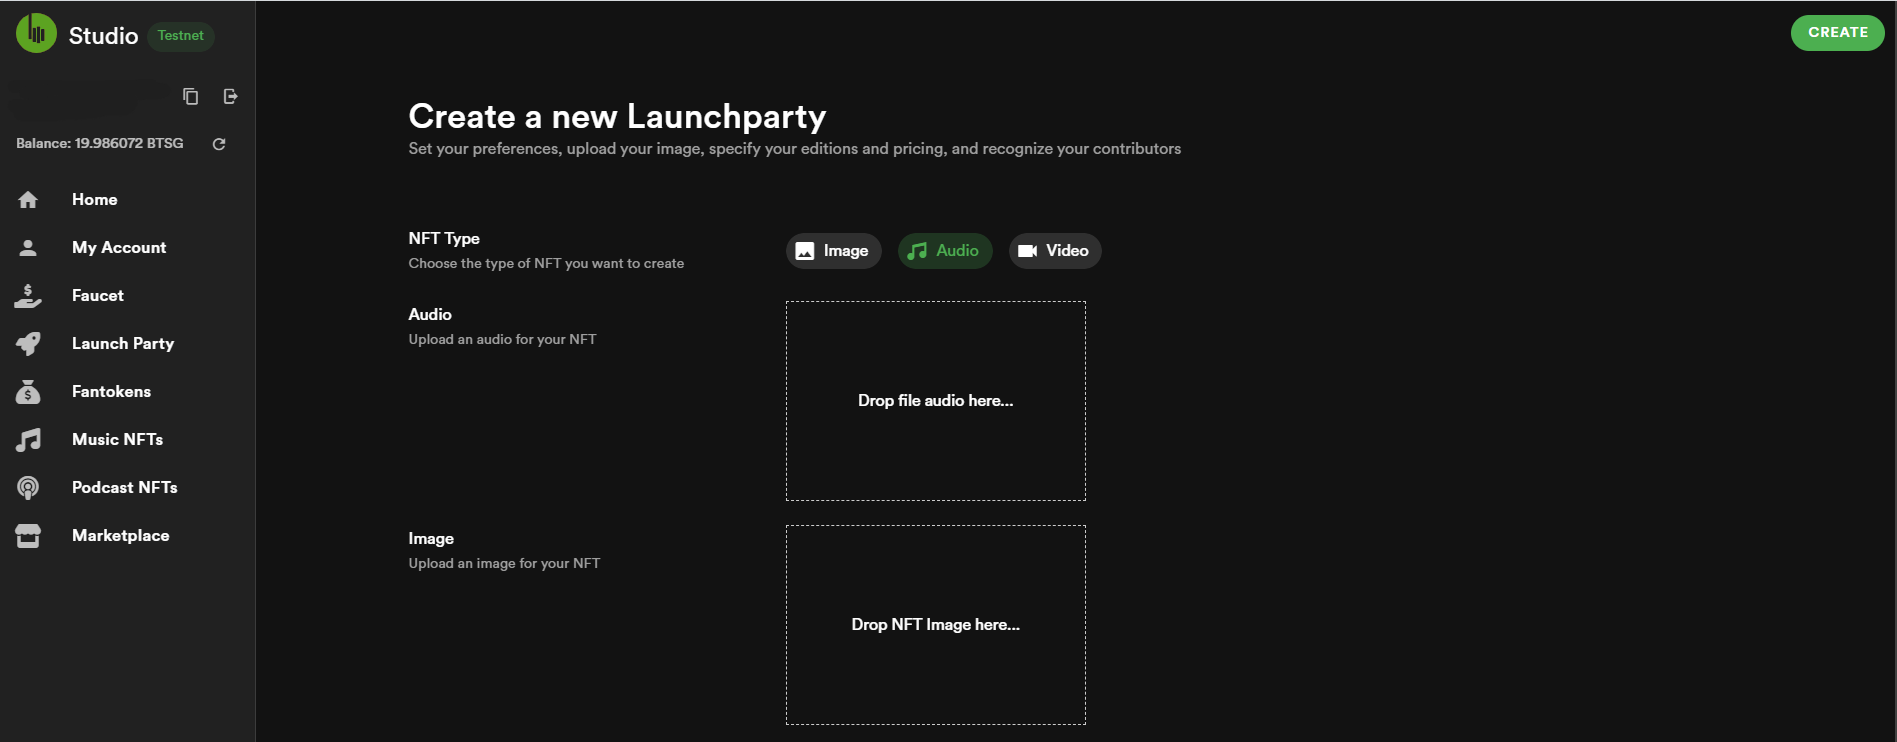 Studio
Testnet
Balance: 19.986072 BTSG
Home
My Account
Faucet
Launch Party
Fantokens
Music NFTs
Podcast NFTs
Marketplace
CREATE
Create a new Launchparty
Set your preferences, upload your image, specify your editions and pricing, and recognize your contributors
NFT Type
Choose the type of NFT you want to create
Image
Audio
Video
Audio
Upload an audio for your NFT
Drop file audio here...
Image
Upload an image for your NFT
Drop NFT Image here...